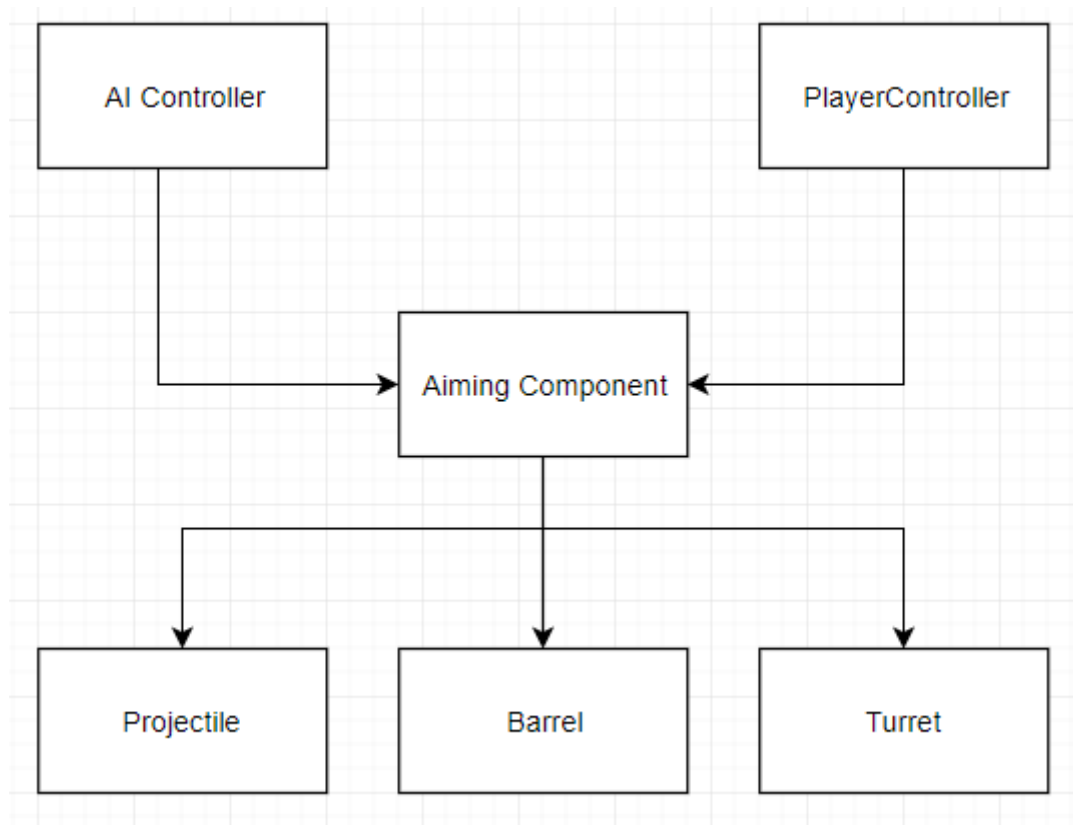 AI Controller
PlayerController
Aiming Component
Projectile
Barrel
Turret